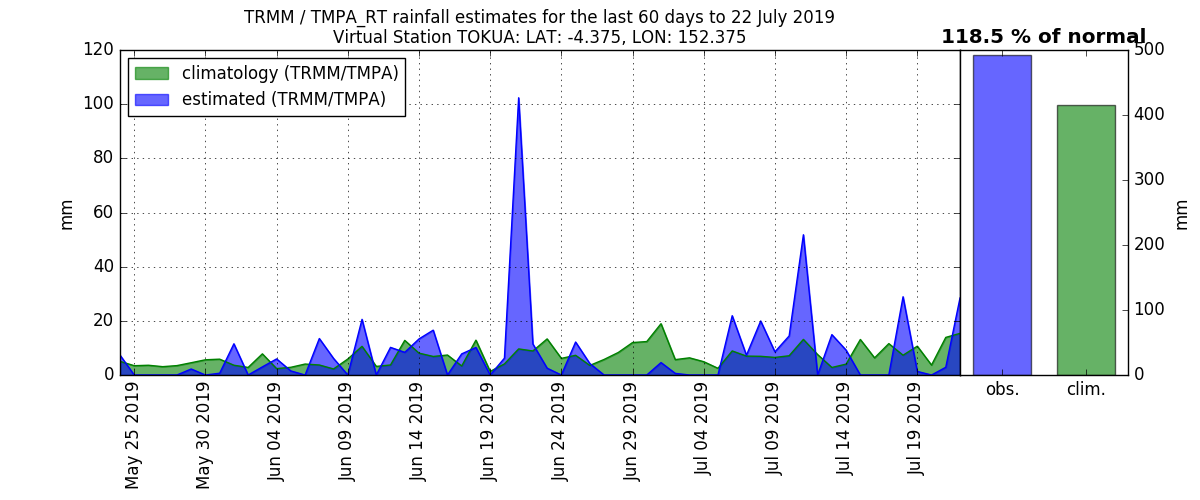 TRMM / TMPA_RT rainfall estimates for the last 60 days to 22 July 2019
Virtual Station TOKUA: LAT: -4.375, LON: 152.375
118.5 % of normal
climatology (TRMM/TMPA)
estimated (TRMM/TMPA)
120
100
80
60
40
20
0
mm
May 25 2019
May 30 2019
Jun 04 2019
Jun 09 2019
Jun 14 2019
Jun 19 2019
Jun 24 2019
Jun 29 2019
Jul 04 2019
Jul 09 2019
Jul 14 2019
Jul 19 2019
obs.
clim.
500
400
300
200
100
0
mm